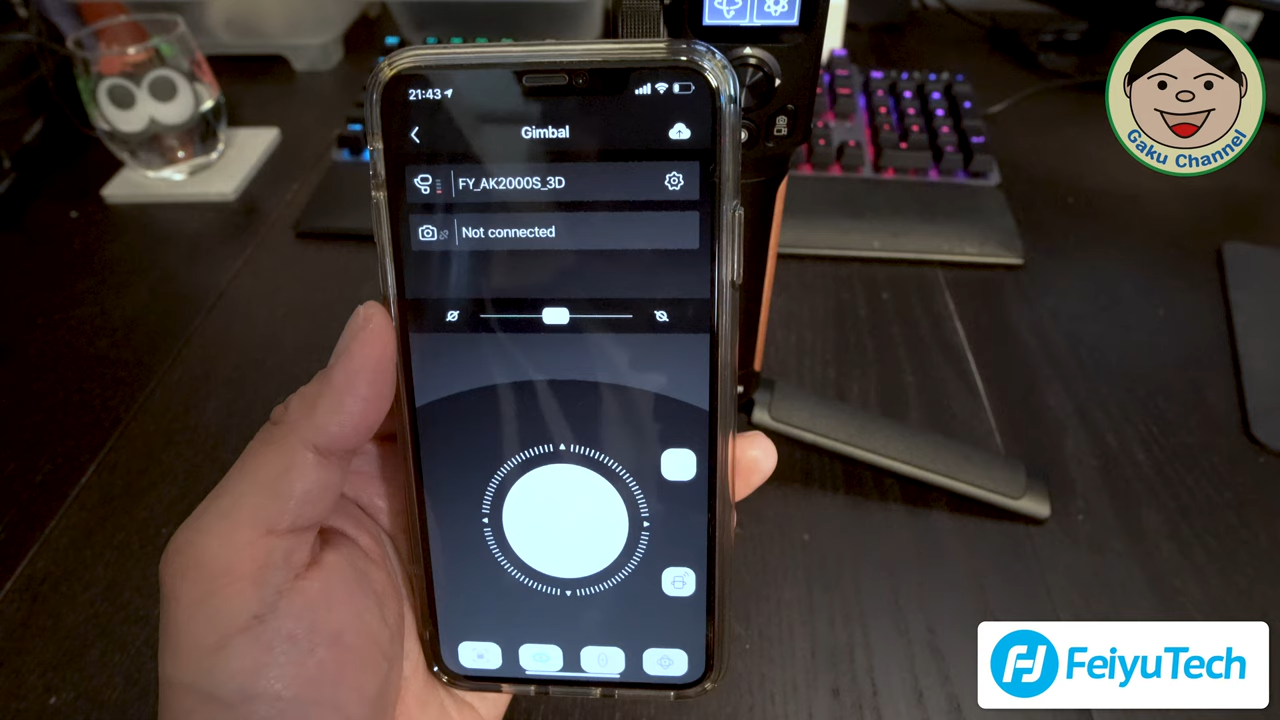 21:43
Gimbal
FY_AK2000S_3D
Not connected
Gaku Channel
FeiyuTech